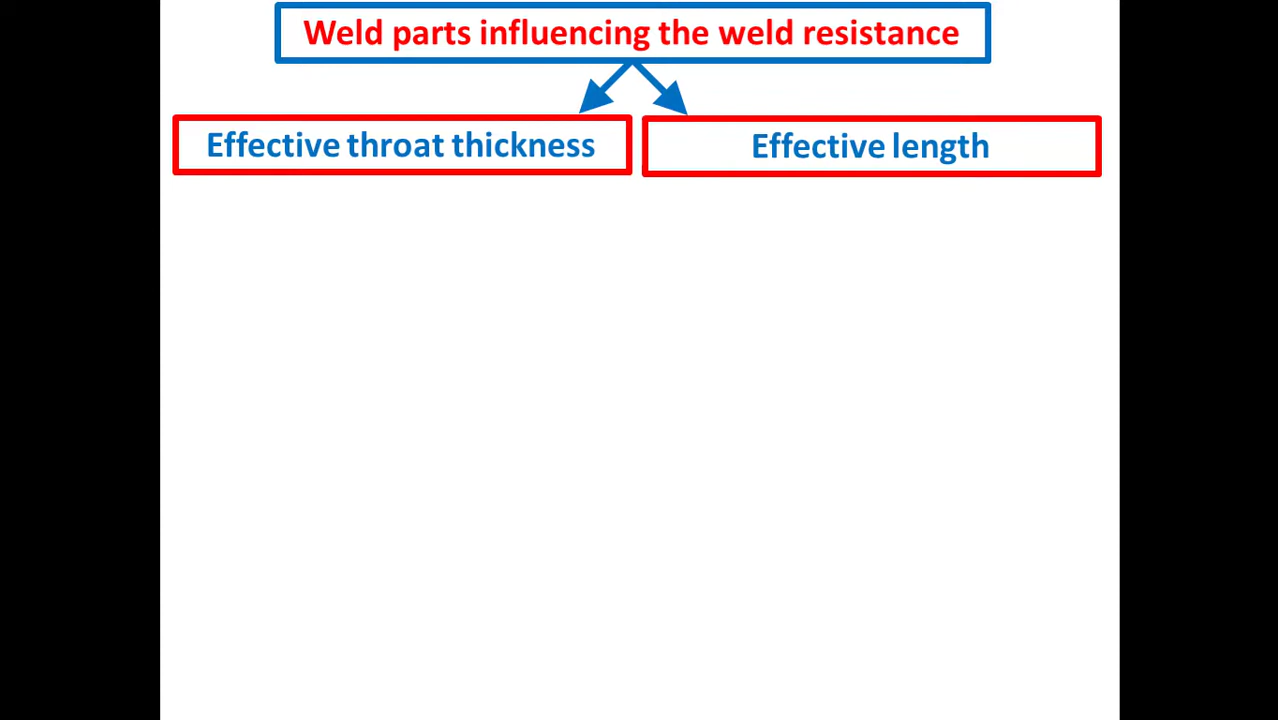 Weld parts influencing the weld resistance
Effective throat thickness
Effective length